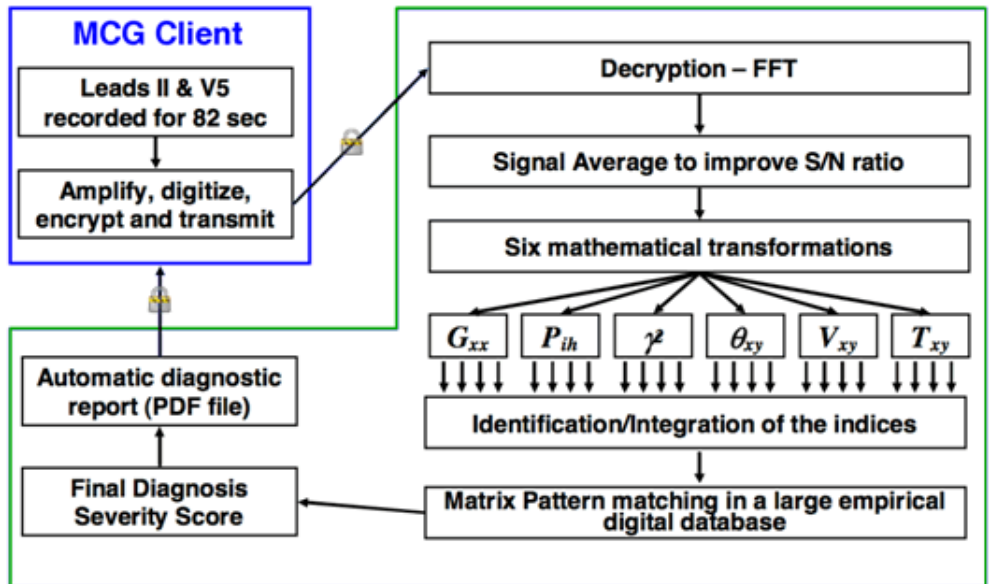 MCG Client
Leads II & V5
recorded for 82 sec
Amplify, digitize,
encrypt and transmit
Decryption – FFT
Signal Average to improve S/N ratio
Six mathematical transformations
Gxx Pih γ² θxy Vxy Txy
Identification/Integration of the indices
Matrix Pattern matching in a large empirical
digital database
Final Diagnosis
Severity Score
Automatic diagnostic
report (PDF file)